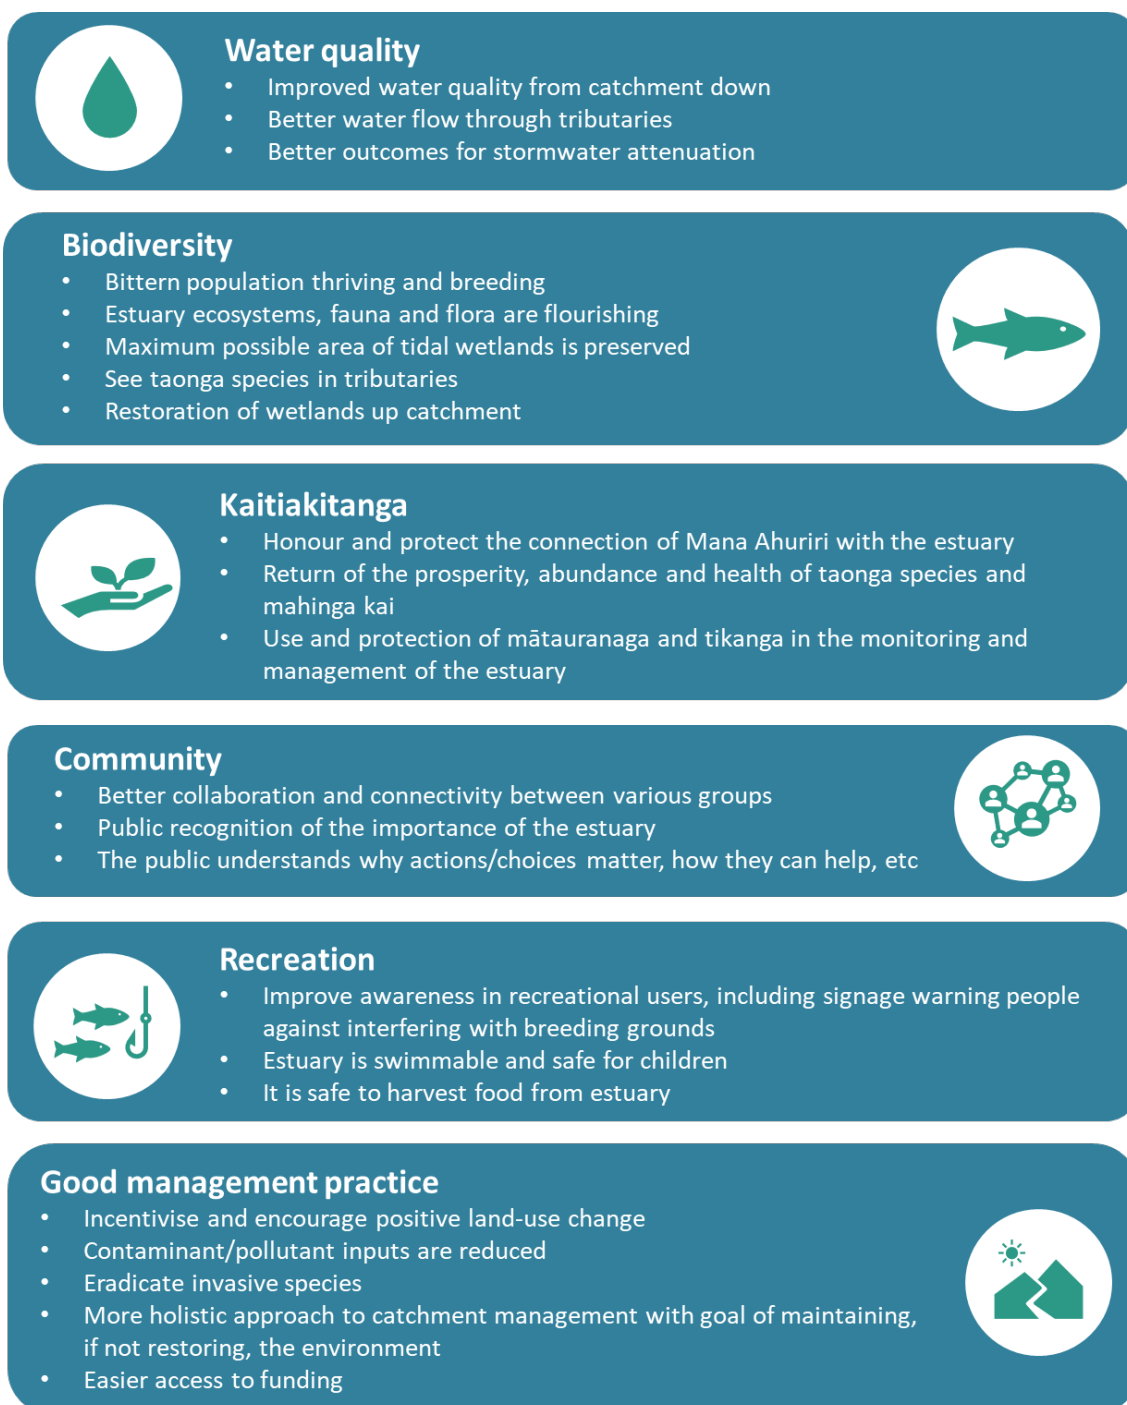 Water quality
• Improved water quality from catchment down
• Better water flow through tributaries
• Better outcomes for stormwater attenuation
Biodiversity
• Bittern population thriving and breeding
• Estuary ecosystems, fauna and flora are flourishing
• Maximum possible area of tidal wetlands is preserved
• See taonga species in tributaries
• Restoration of wetlands up catchment
Kaitiakitanga
• Honour and protect the connection of Mana Ahuriri with the estuary
• Return of the prosperity, abundance and health of taonga species and
mahinga kai
• Use and protection of mātauranaga and tikanga in the monitoring and
management of the estuary
Community
• Better collaboration and connectivity between various groups
• Public recognition of the importance of the estuary
• The public understands why actions/choices matter, how they can help, etc
Recreation
• Improve awareness in recreational users, including signage warning people
against interfering with breeding grounds
• Estuary is swimmable and safe for children
• It is safe to harvest food from estuary
Good management practice
• Incentivise and encourage positive land-use change
• Contaminant/pollutant inputs are reduced
• Eradicate invasive species
• More holistic approach to catchment management with goal of maintaining,
if not restoring, the environment
• Easier access to funding